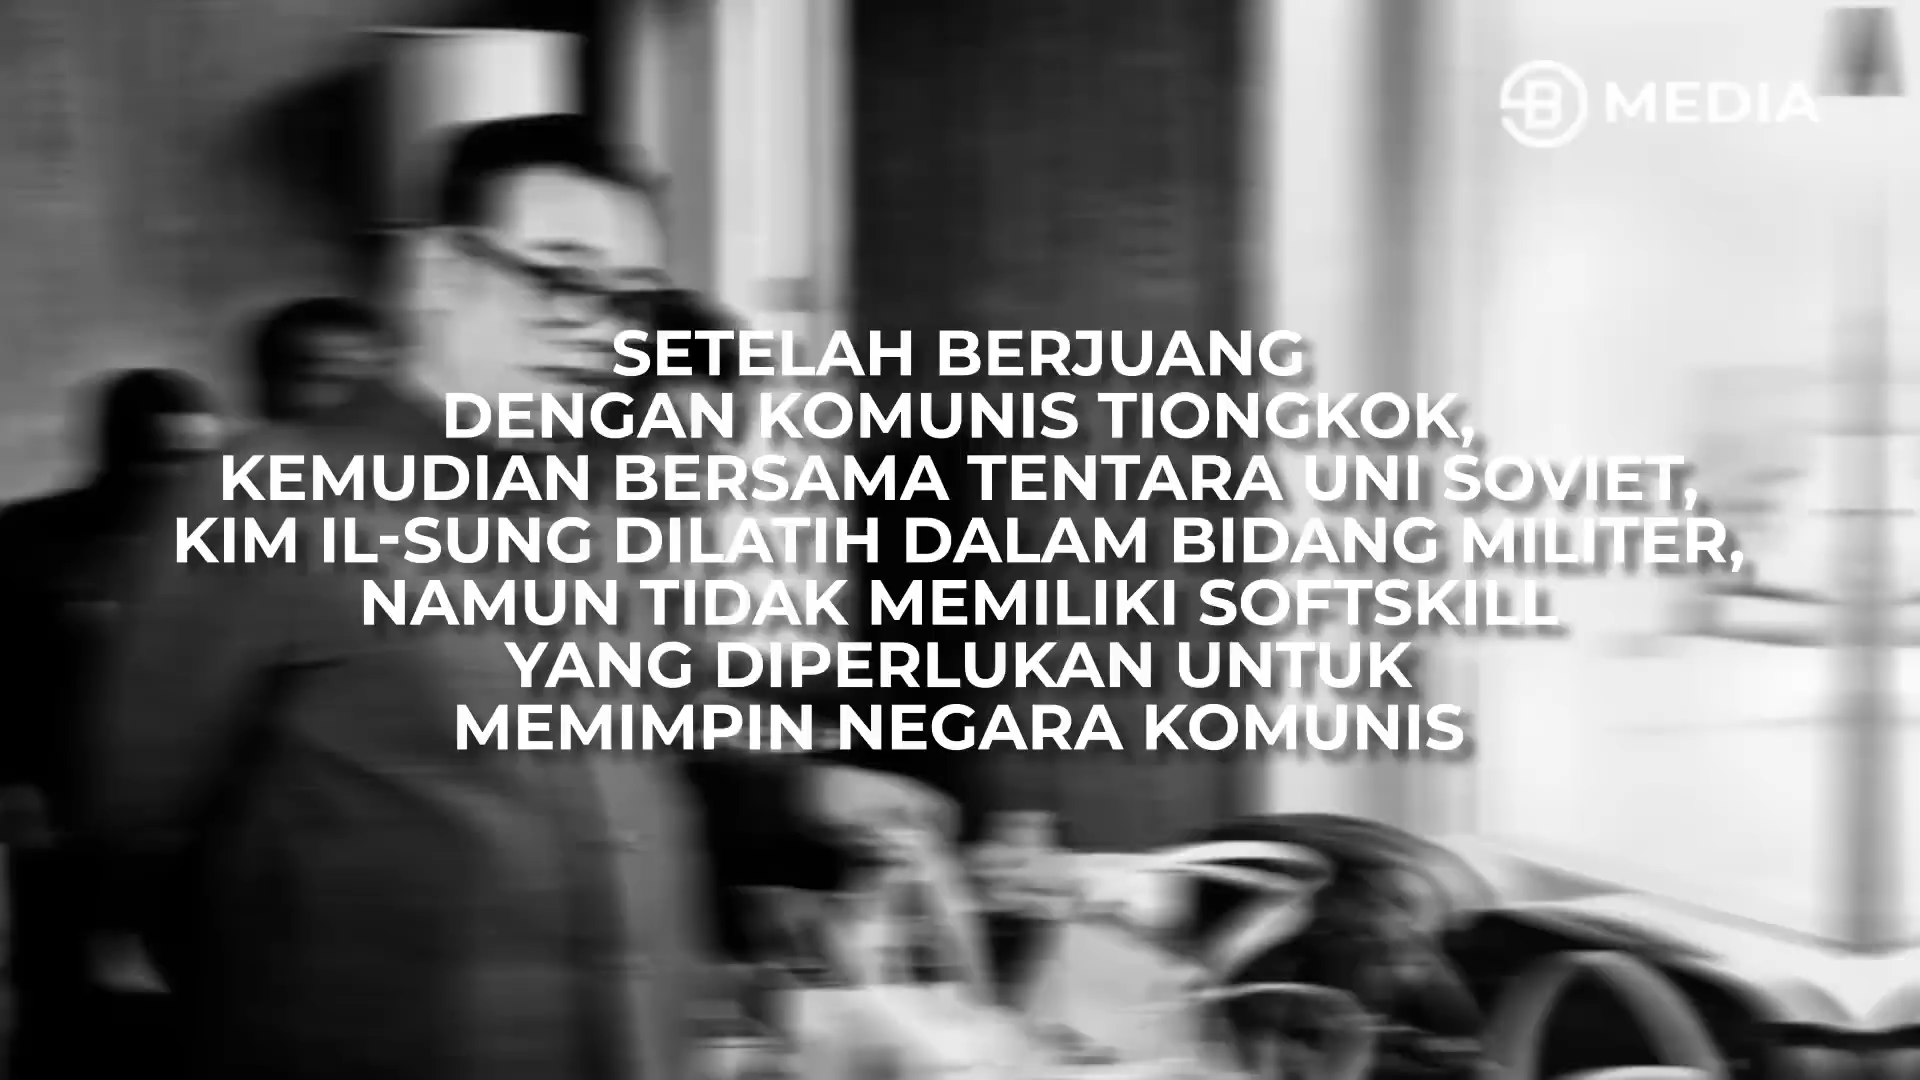 MEDIA
SETELAH BERJUANG
DENGAN KOMUNIS TIONGKOK,
KEMUDIAN BERSAMA TENTARA UNI SOVIET,
KIM IL-SUNG DILATIH DALAM BIDANG MILITER,
NAMUN TIDAK MEMILIKI SOFTSKILL
YANG DIPERLUKAN UNTUK
MEMIMPIN NEGARA KOMUNIS